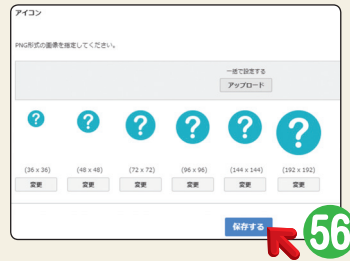 アイコン
PNG形式の画像を指定してください。
一括で設定する
アップロード
? ? ? ? ? ?
(36 x 36) (48 x 48) (72 x 72) (96 x 96) (144 x 144) (192 x 192)
変更 変更 変更 変更 変更 変更
保存する
56